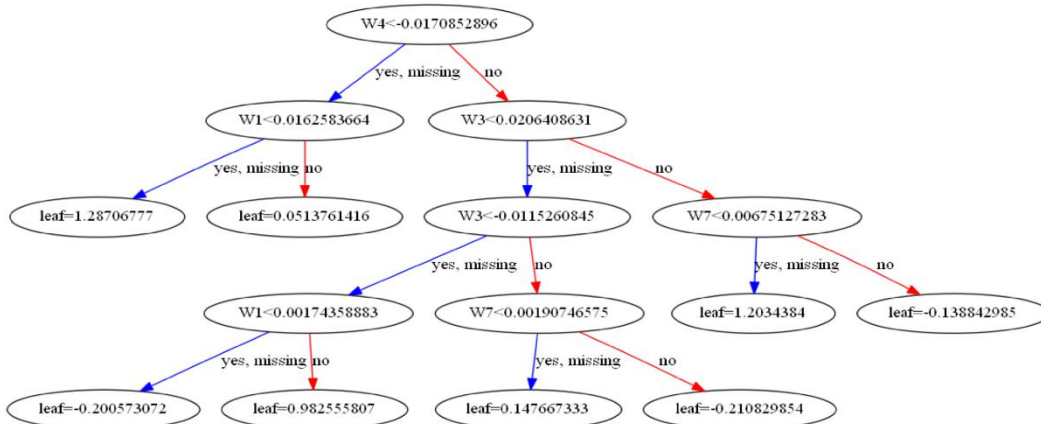 W4<-0.0170852896
yes, missing
no
W1<0.0162583664
W3<0.0206408631
yes, missing
no
yes, missing
no
leaf=1.28706777
leaf=0.0513761416
W3<-0.0115260845
W7<0.00675127283
yes, missing
no
yes, missing
no
W1<0.00174358883
W7<0.00190746575
leaf=1.2034384
leaf=-0.138842985
yes, missing
no
yes, missing
no
leaf=-0.200573072
leaf=0.982555807
leaf=0.147667333
leaf=-0.210829854